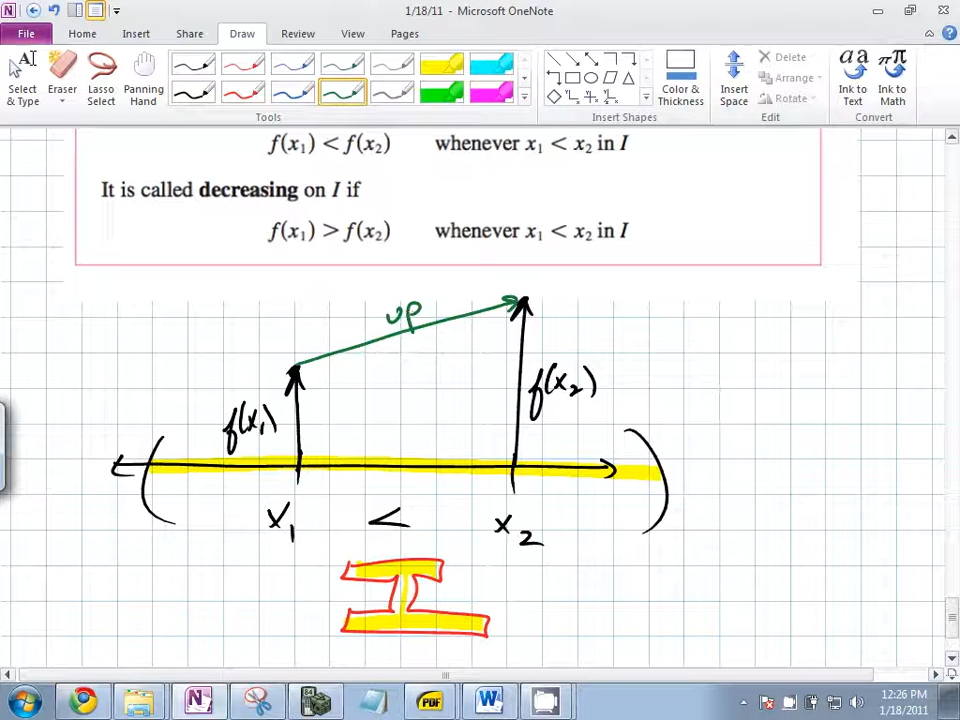 1/18/11 - Microsoft OneNote
File Home Insert Share Draw Review View Pages
Select & Type
Eraser
Lasso Select
Panning Hand
Color & Thickness
Insert Space
Delete
Arrange
Rotate
Ink to Text
Ink to Math
Tools Insert Shapes Edit Convert
f(x₁) < f(x₂) whenever x₁ < x₂ in I
It is called decreasing on I if
f(x₁) > f(x₂) whenever x₁ < x₂ in I
up
f(x₂)
f(x₁)
x₁ < x₂
I
12:26 PM
1/18/2011